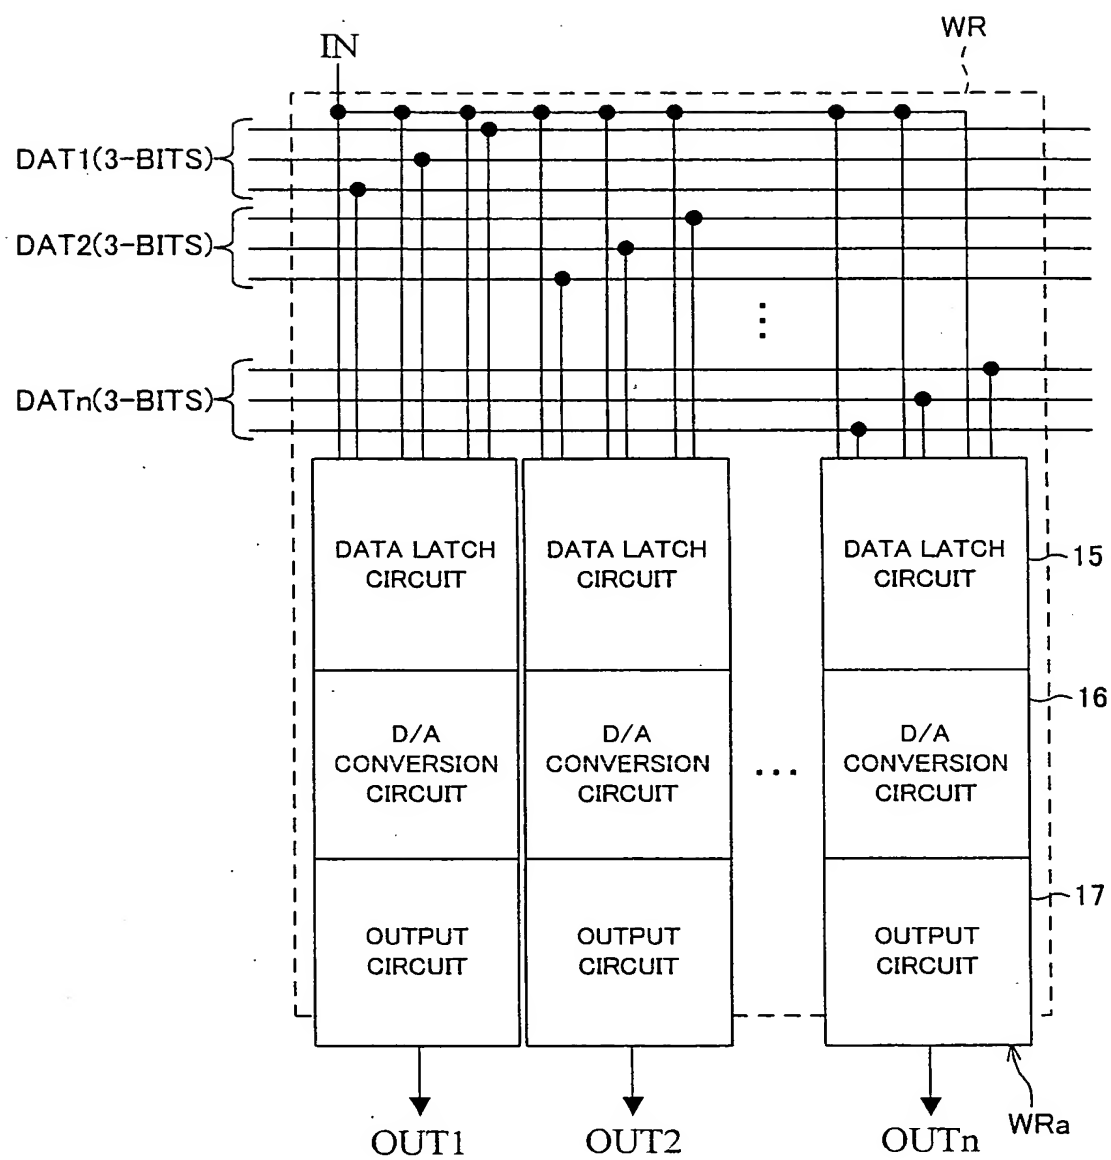 WR
IN
DAT1(3-BITS)
DAT2(3-BITS)
DATn(3-BITS)
DATA LATCH
CIRCUIT
DATA LATCH
CIRCUIT
DATA LATCH
CIRCUIT
15
D/A
CONVERSION
CIRCUIT
D/A
CONVERSION
CIRCUIT
...
D/A
CONVERSION
CIRCUIT
16
OUTPUT
CIRCUIT
OUTPUT
CIRCUIT
OUTPUT
CIRCUIT
17
OUT1
OUT2
OUTn
WRa